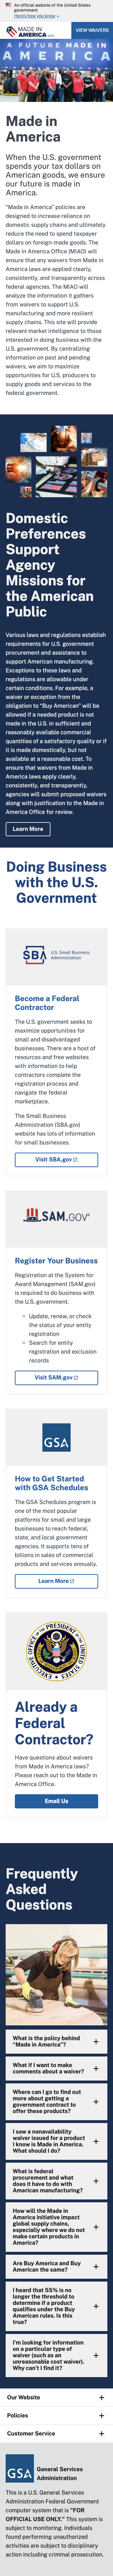 An official website of the United States
government
Here's how you know
MADE IN
AMERICA.GOV
VIEW WAIVERS
A FUTURE MADE IN
AMERICA
Made in
America
When the U.S. government
spends your tax dollars on
American goods, we ensure
our future is made in
America.
"Made in America" policies are
designed to increase reliance on
domestic supply chains and ultimately
reduce the need to spend taxpayer
dollars on foreign-made goods. The
Made In America Office (MIAO) will
ensure that any waivers from Made in
America laws are applied clearly,
consistently, and transparently across
federal agencies. The MIAO will
analyze the information it gathers
from waivers to support U.S.
manufacturing and more resilient
supply chains. This site will provide
market intelligence for those
interested in doing business with the
U.S. government. By centralizing
information on past and pending
waivers, we aim to maximize
opportunities for U.S. producers to
supply goods and services to the
federal government.
Domestic
Preferences
Support
Agency
Missions for
the American
Public
Various laws and regulations establish
requirements for U.S. government
procurement and assistance to
support American manufacturing.
Exceptions to these laws and
regulations are allowable under
certain conditions. For example, a
waiver or exception from the
obligation to "Buy American" will be
allowed if a needed product is not
made in the U.S. in sufficient and
reasonably available commercial
quantities of a satisfactory quality or if
it is made domestically, but not
available at a reasonable cost. To
ensure that waivers from Made in
America laws apply clearly,
consistently, and transparently,
agencies will submit proposed waivers
along with justification to the Made in
America Office for review.
Learn More
Doing Business
with the U.S.
Government
SBA
U.S. Small Business
Administration
Become a Federal
Contractor
The U.S. government seeks to
maximize opportunities for
small and disadvantaged
businesses. There are a host of
resources and free websites
with information to help
contractors complete the
registration process and
navigate the federal
marketplace.
The Small Business
Administration (SBA.gov)
website has lots of information
for small businesses.
Visit SBA.gov
SAM.GOV®
Register Your Business
Registration at the System for
Award Management (SAM.gov)
is required to do business with
the U.S. government.
Update, renew, or check
the status of your entity
registration
Search for entity
registration and exclusion
records
Visit SAM.gov
GSA
How to Get Started
with GSA Schedules
The GSA Schedules program is
one of the most popular
platforms for small and large
businesses to reach federal,
state, and local government
agencies. It supports tens of
billions in sales of commercial
products and services annually.
Learn More
Already a
Federal
Contractor?
Have questions about waivers
from Made in America laws?
Please reach out to the Made in
America Office.
Email Us
Frequently
Asked
Questions
What is the policy behind
"Made in America"?
What if I want to make
comments about a waiver?
Where can I go to find out
more about getting a
government contract to
offer these products?
I saw a nonavailability
waiver issued for a product
I know is Made in America.
What should I do?
What is federal
procurement and what
does it have to do with
American manufacturing?
How will the Made in
America initiative impact
global supply chains,
especially where we do not
make certain products in
America?
Are Buy America and Buy
American the same?
I heard that 55% is no
longer the threshold to
determine if a product
qualifies under the Buy
American rules. Is this
true?
I'm looking for information
on a particular type of
waiver (such as an
unreasonable cost waiver).
Why can't I find it?
Our Website
Policies
Customer Service
GSA
General Services
Administration
This is a U.S. General Services
Administration Federal Government
computer system that is "FOR
OFFICIAL USE ONLY." This system is
subject to monitoring. Individuals
found performing unauthorized
activities are subject to disciplinary
action including criminal prosecution.